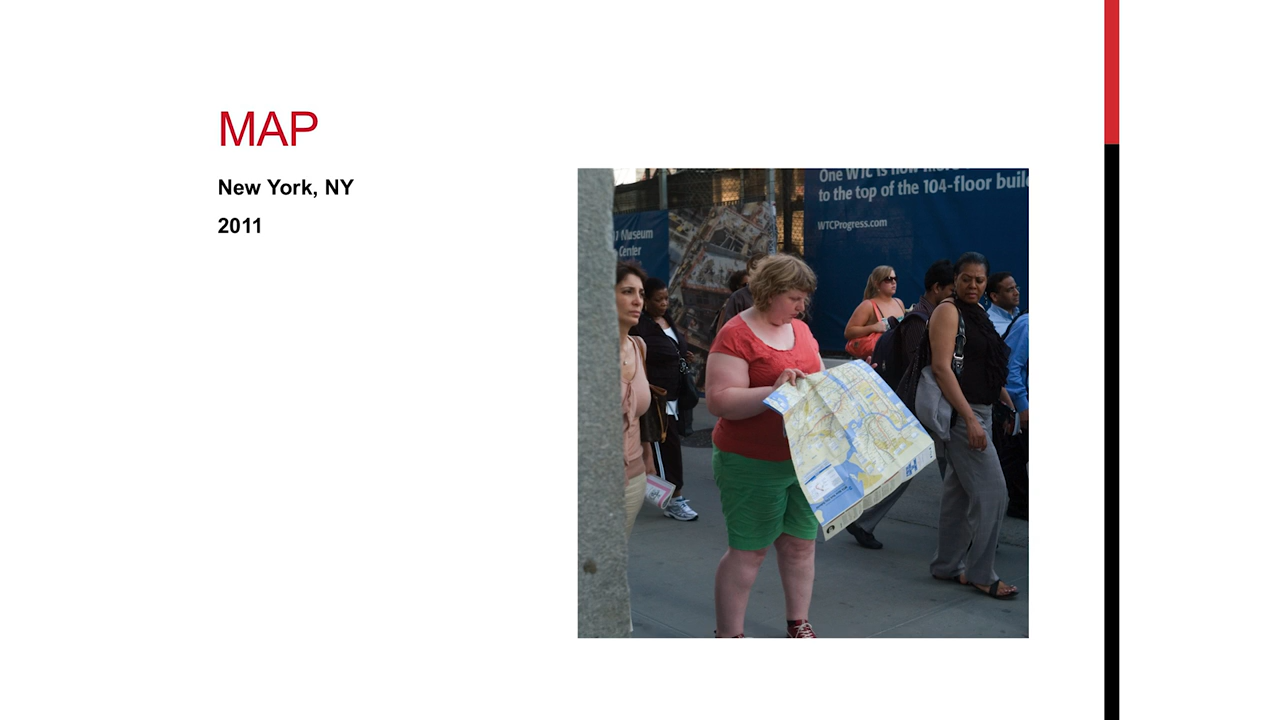 MAP
New York, NY
2011
One WTC is now
to the top of the 104-floor
WTCProgress.com
Museum
Center